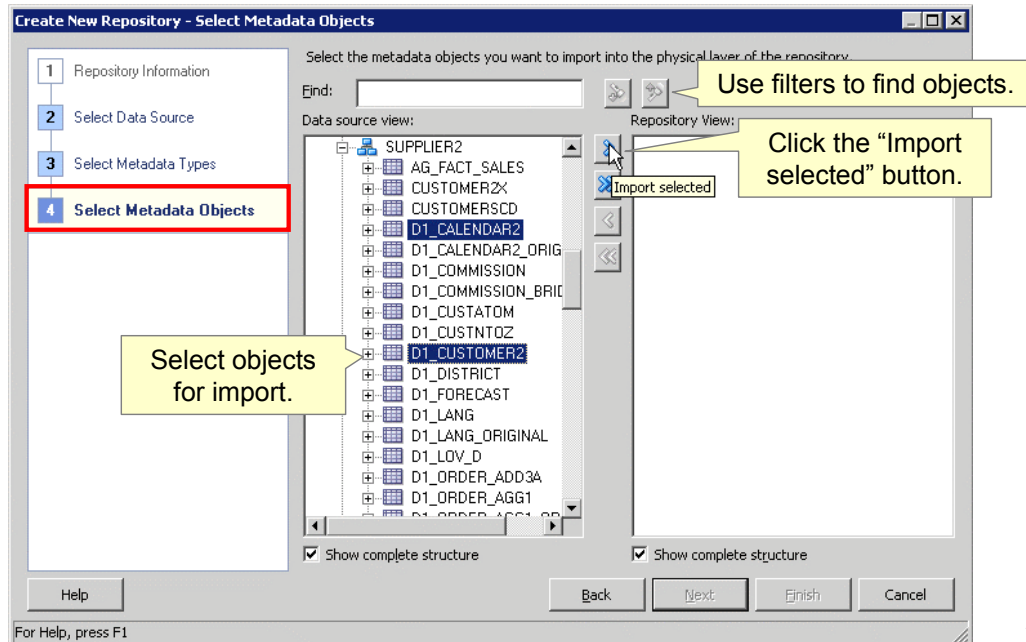 Create New Repository - Select Metadata Objects
1 Repository Information
2 Select Data Source
3 Select Metadata Types
4 Select Metadata Objects
Select the metadata objects you want to import into the physical layer of the repository.
Find:
Use filters to find objects.
Data source view:
Repository View:
Click the “Import
selected” button.
Import selected
SUPPLIER2
AG_FACT_SALES
CUSTOMER2X
CUSTOMERSCD
D1_CALENDAR2
D1_CALENDAR2_ORIG
D1_COMMISSION
D1_COMMISSION_BRID
D1_CUSTATOM
D1_CUSTNTOZ
D1_CUSTOMER2
D1_DISTRICT
D1_FORECAST
D1_LANG
D1_LANG_ORIGINAL
D1_LOV_D
D1_ORDER_ADD3A
D1_ORDER_AGG1
Select objects
for import.
Show complete structure
Show complete structure
Help
Back
Next
Finish
Cancel
For Help, press F1